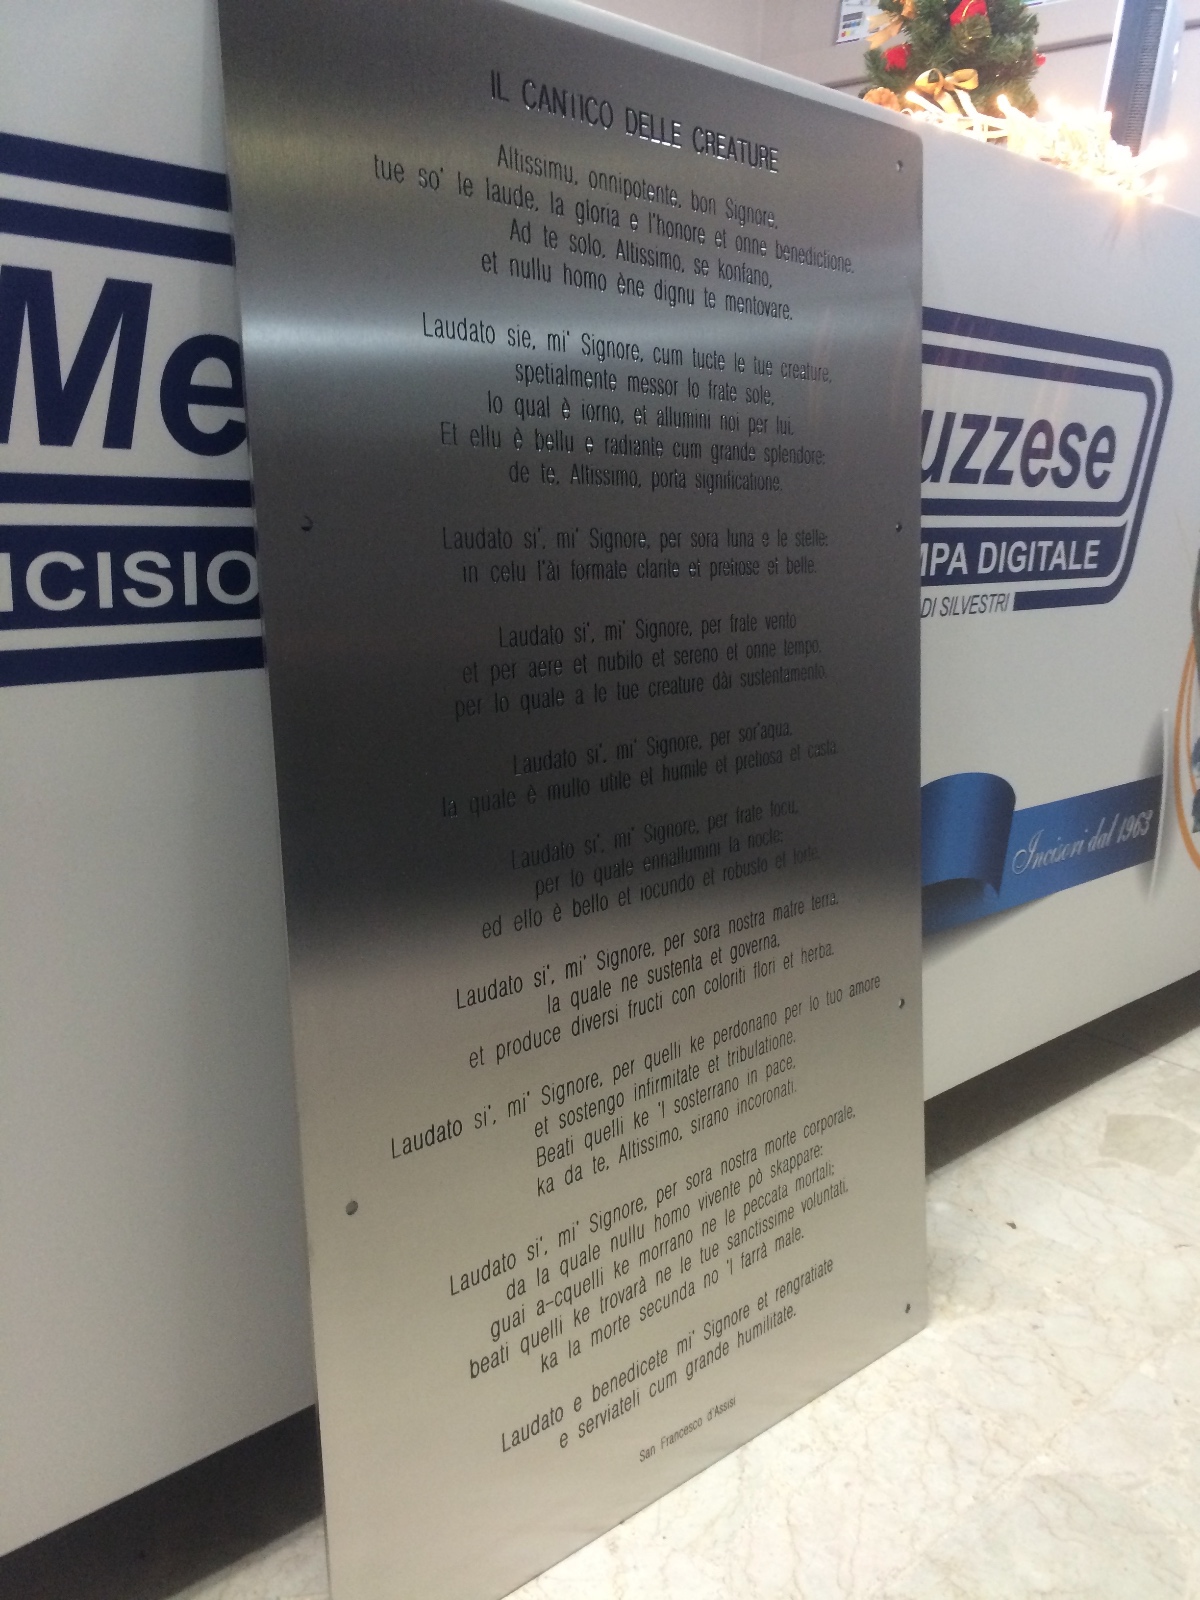 IL CANTICO DELLE CREATURE
Altissimu, onnipotente, bon Signore,
tue so' le laude, la gloria e l'honore et onne benedictione.
Ad te solo, Altissimo, se konfano,
et nullu homo ène dignu te mentovare.
Laudato sie, mi' Signore, cum tucte le tue creature,
spetialmente messor lo frate sole,
lo qual è iorno, et allumini noi per lui.
Et ellu è bellu e radiante cum grande splendore:
de te, Altissimo, porta significatione.
Laudato si', mi' Signore, per sora luna e le stelle:
in celu l'ài formate clarite et pretiose et belle.
Laudato si', mi' Signore, per frate vento
et per aere et nubilo et sereno et onne tempo,
per lo quale a le tue creature dài sustentamento.
Laudato si', mi' Signore, per sor'aqua,
la quale è multo utile et humile et pretiosa et casta.
Laudato si', mi' Signore, per frate focu,
per lo quale ennallumini la nocte:
ed ello è bello et iocundo et robusto et forte.
Laudato si', mi' Signore, per sora nostra matre terra,
la quale ne sustenta et governa,
et produce diversi fructi con coloriti flori et herba.
Laudato si', mi' Signore, per quelli ke perdonano per lo tuo amore
et sostengo infirmitate et tribulatione.
Beati quelli ke 'l sosterrano in pace,
ka da te, Altissimo, sirano incoronati.
Laudato si', mi' Signore, per sora nostra morte corporale,
da la quale nullu homo vivente pò skappare:
guai a-cquelli ke morrano ne le peccata mortali;
beati quelli ke trovarà ne le tue sanctissime voluntati,
ka la morte secunda no 'l farrà male.
Laudato e benedicete mi' Signore et rengratiate
e serviateli cum grande humilitate.
San Francesco d'Assisi
Me
uzzese
ICISIO
MPA DIGITALE
DI SILVESTRI
Incisori dal 1963